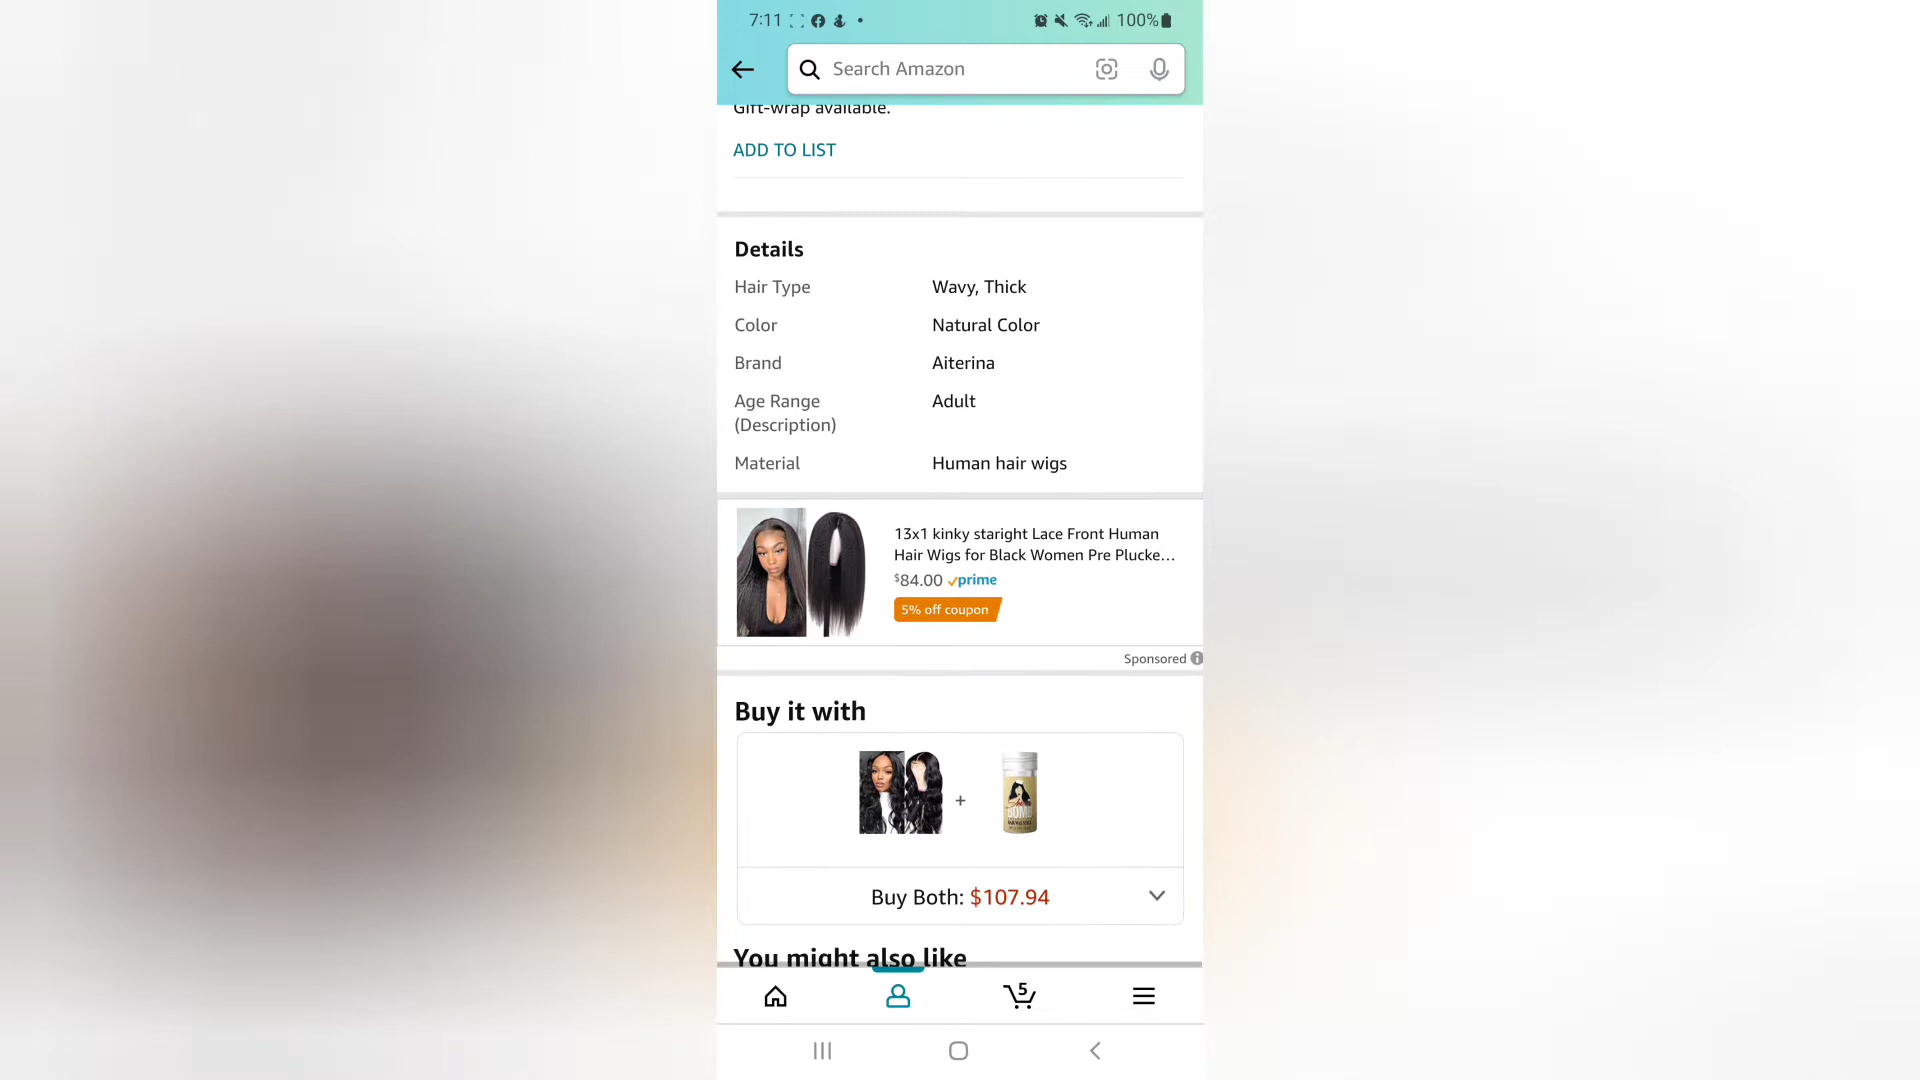 7:11
100%
Search Amazon
Gift-wrap available.
ADD TO LIST
Details
Hair Type Wavy, Thick
Color Natural Color
Brand Aiterina
Age Range Adult
(Description)
Material Human hair wigs
13x1 kinky staright Lace Front Human
Hair Wigs for Black Women Pre Plucke...
$84.00 prime
5% off coupon
Sponsored
Buy it with
+
BOMB
Buy Both: $107.94
You might also like
5